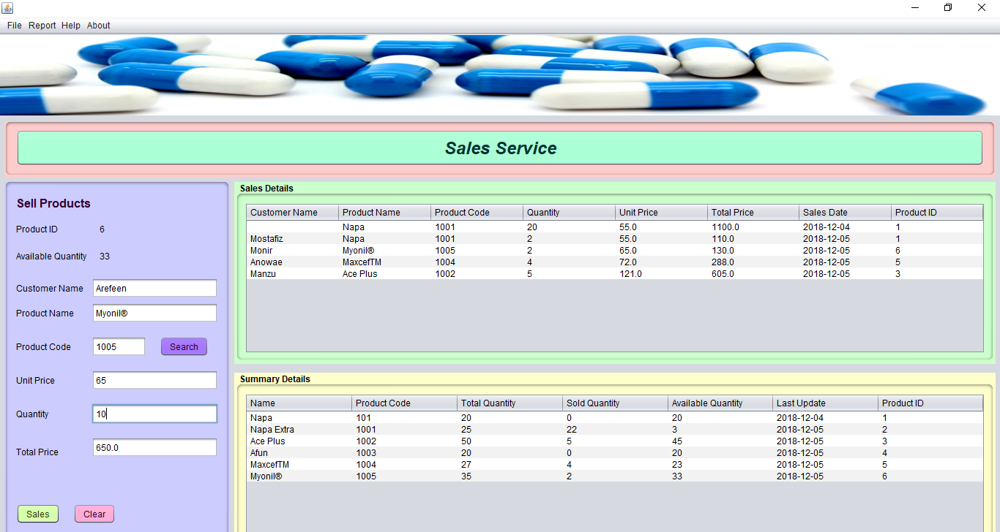 File Report Help About
Sales Service
Sell Products
Product ID 6
Available Quantity 33
Customer Name Arefeen
Product Name Myonil®
Product Code 1005 Search
Unit Price 65
Quantity 10
Total Price 650.0
Sales Clear
Sales Details
Customer Name Product Name Product Code Quantity Unit Price Total Price Sales Date Product ID
Napa 1001 20 55.0 1100.0 2018-12-04 1
Mostafiz Napa 1001 2 55.0 110.0 2018-12-05 1
Monir Myonil® 1005 2 65.0 130.0 2018-12-05 6
Anowae MaxcefTM 1004 4 72.0 288.0 2018-12-05 5
Manzu Ace Plus 1002 5 121.0 605.0 2018-12-05 3
Summary Details
Name Product Code Total Quantity Sold Quantity Available Quantity Last Update Product ID
Napa 101 20 0 20 2018-12-04 1
Napa Extra 1001 25 22 3 2018-12-05 2
Ace Plus 1002 50 5 45 2018-12-05 3
Afun 1003 20 0 20 2018-12-05 4
MaxcefTM 1004 27 4 23 2018-12-05 5
Myonil® 1005 35 2 33 2018-12-05 6